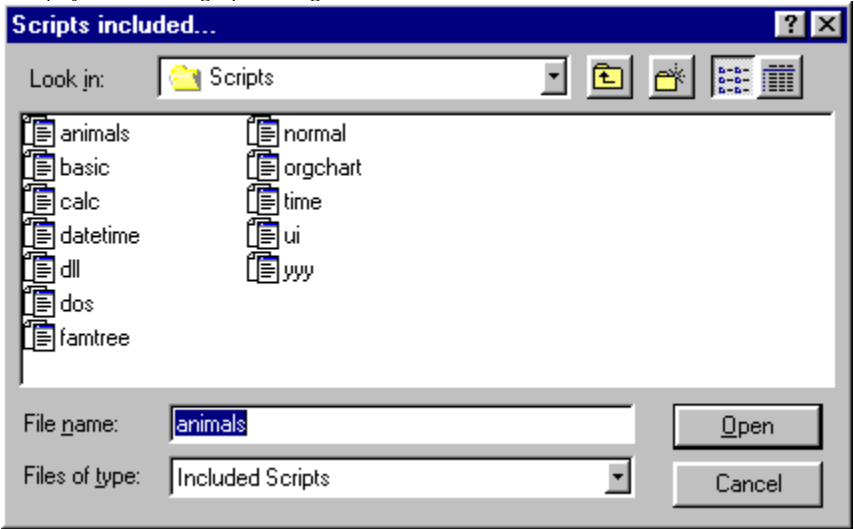 Scripts included...
Look in: Scripts
animals
basic
calc
datetime
dll
dos
famtree
normal
orgchart
time
ui
yyy
File name: animals
Open
Files of type: Included Scripts
Cancel